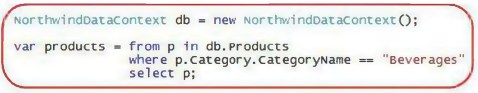 NorthwindDataContext db = new NorthwindDataContext();
var products = from p in db.Products
where p.Category.CategoryName == "Beverages"
select p;